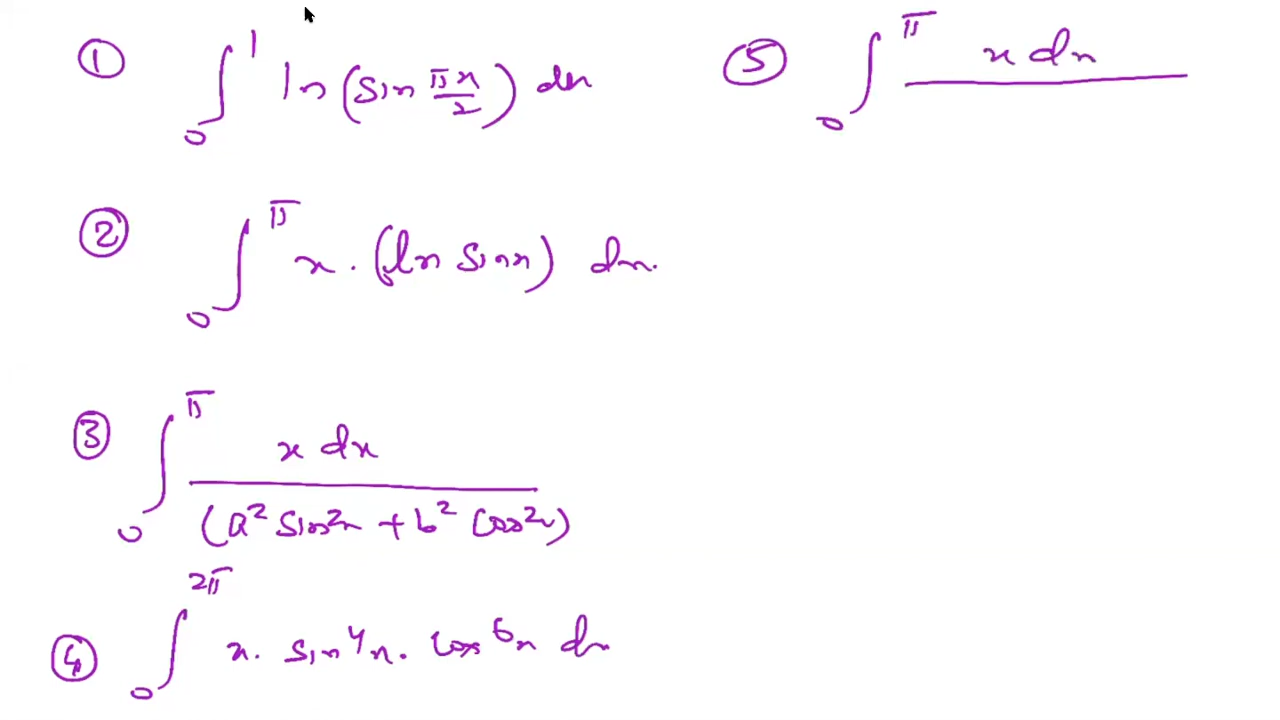 ① ∫₀¹ ln (sin πx/2) dx
② ∫₀^π x . (ln sinx) dx.
③ ∫₀^π x dx / (a² sin²x + b² cos²x)
④ ∫₀^2π x. sin⁴x. cos⁶x dx
⑤ ∫₀^π x dx